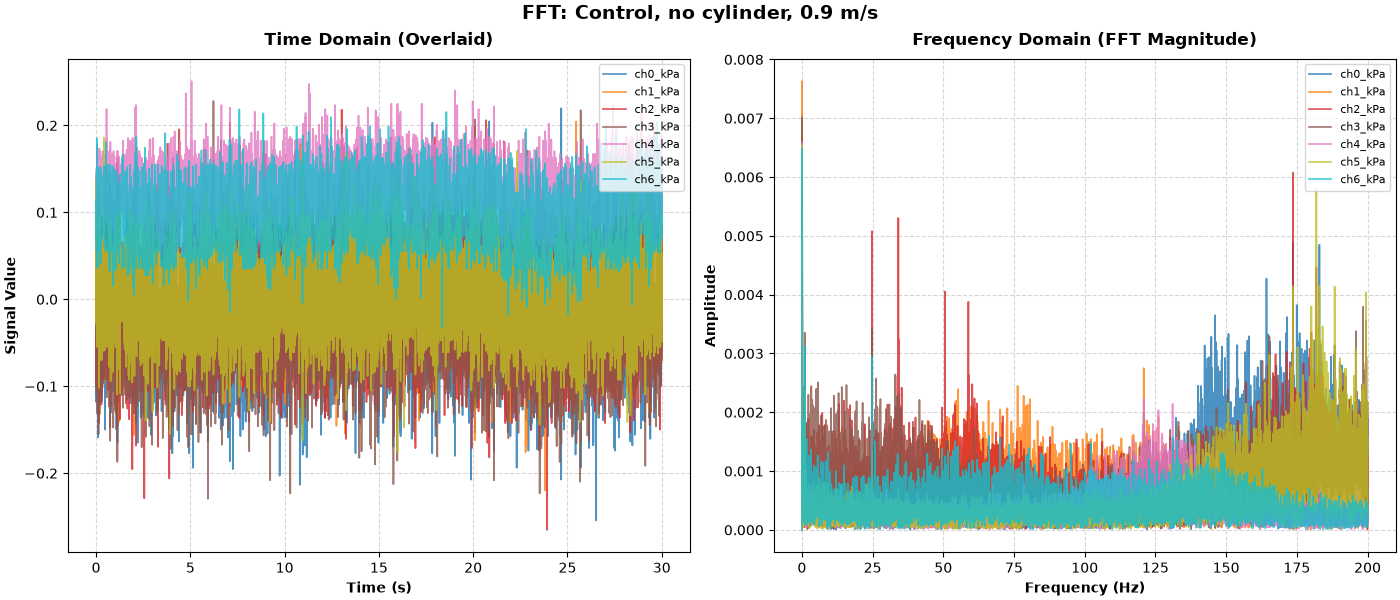 FFT: Control, no cylinder, 0.9 m/s
Time Domain (Overlaid)
Signal Value
0.2
0.1
0.0
−0.1
−0.2
ch0_kPa
ch1_kPa
ch2_kPa
ch3_kPa
ch4_kPa
ch5_kPa
ch6_kPa
0 5 10 15 20 25 30
Time (s)
Frequency Domain (FFT Magnitude)
Amplitude
0.008
0.007
0.006
0.005
0.004
0.003
0.002
0.001
0.000
ch0_kPa
ch1_kPa
ch2_kPa
ch3_kPa
ch4_kPa
ch5_kPa
ch6_kPa
0 25 50 75 100 125 150 175 200
Frequency (Hz)